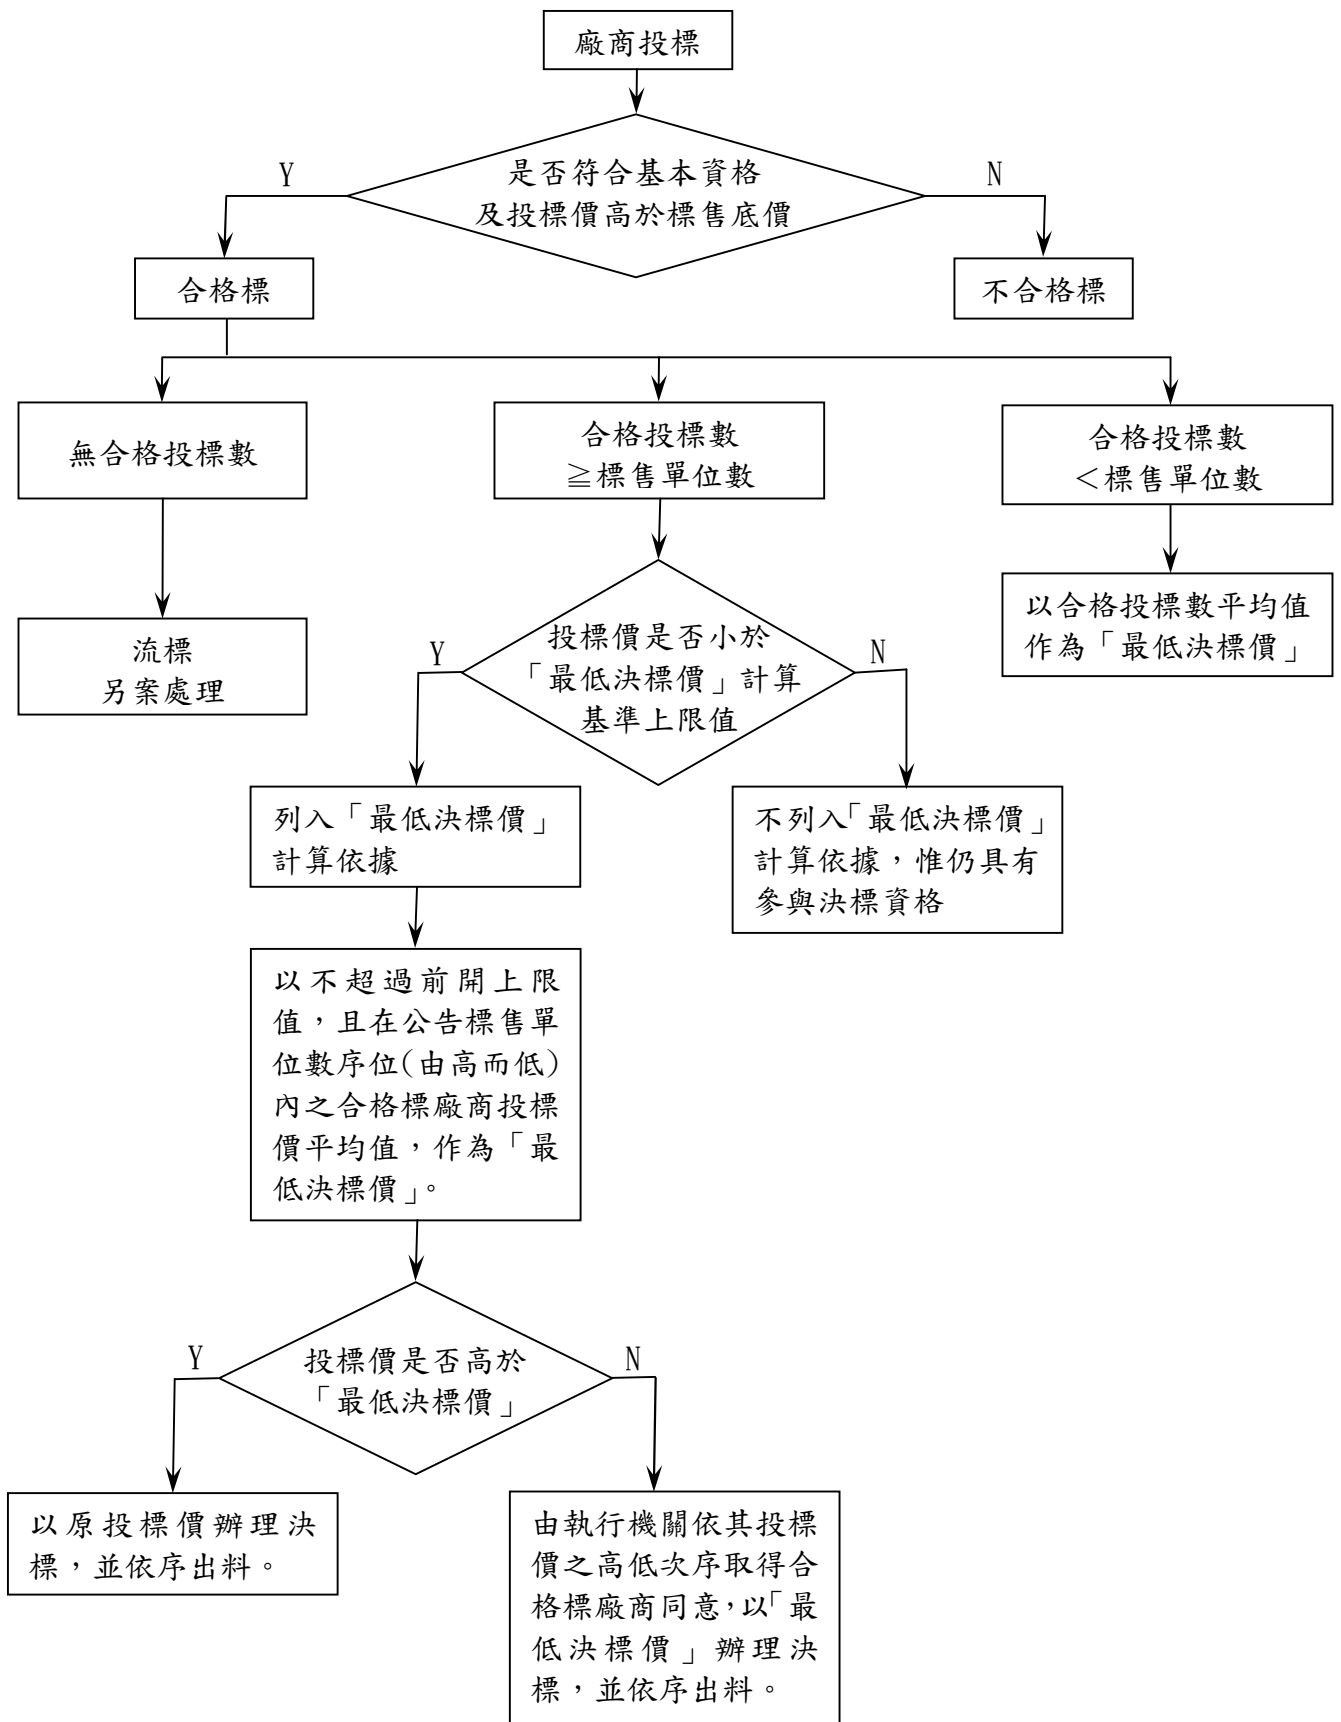 廠商投標
是否符合基本資格
及投標價高於標售底價
Y
N
合格標
不合格標
無合格投標數
合格投標數
≧標售單位數
合格投標數
＜標售單位數
流標
另案處理
投標價是否小於
「最低決標價」計算
基準上限值
Y
N
以合格投標數平均值
作為「最低決標價」
列入「最低決標價」
計算依據
不列入「最低決標價」
計算依據，惟仍具有
參與決標資格
以不超過前開上限
值，且在公告標售單
位數序位(由高而低)
內之合格標廠商投標
價平均值，作為「最
低決標價」。
投標價是否高於
「最低決標價」
Y
N
以原投標價辦理決
標，並依序出料。
由執行機關依其投標
價之高低次序取得合
格標廠商同意，以「最
低決標價」辦理決
標，並依序出料。